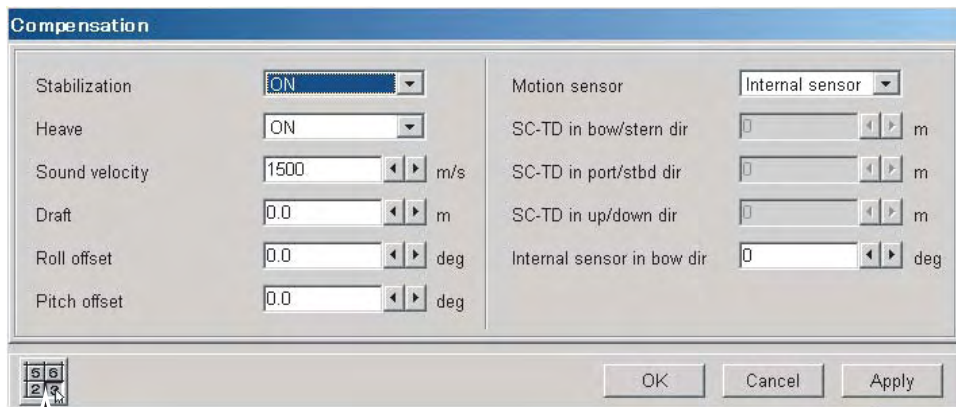 Compensation
Stabilization ON
Heave ON
Sound velocity 1500 m/s
Draft 0.0 m
Roll offset 0.0 deg
Pitch offset 0.0 deg
Motion sensor Internal sensor
SC-TD in bow/stern dir 0 m
SC-TD in port/stbd dir 0 m
SC-TD in up/down dir 0 m
Internal sensor in bow dir 0 deg
5 6
2 3
OK Cancel Apply